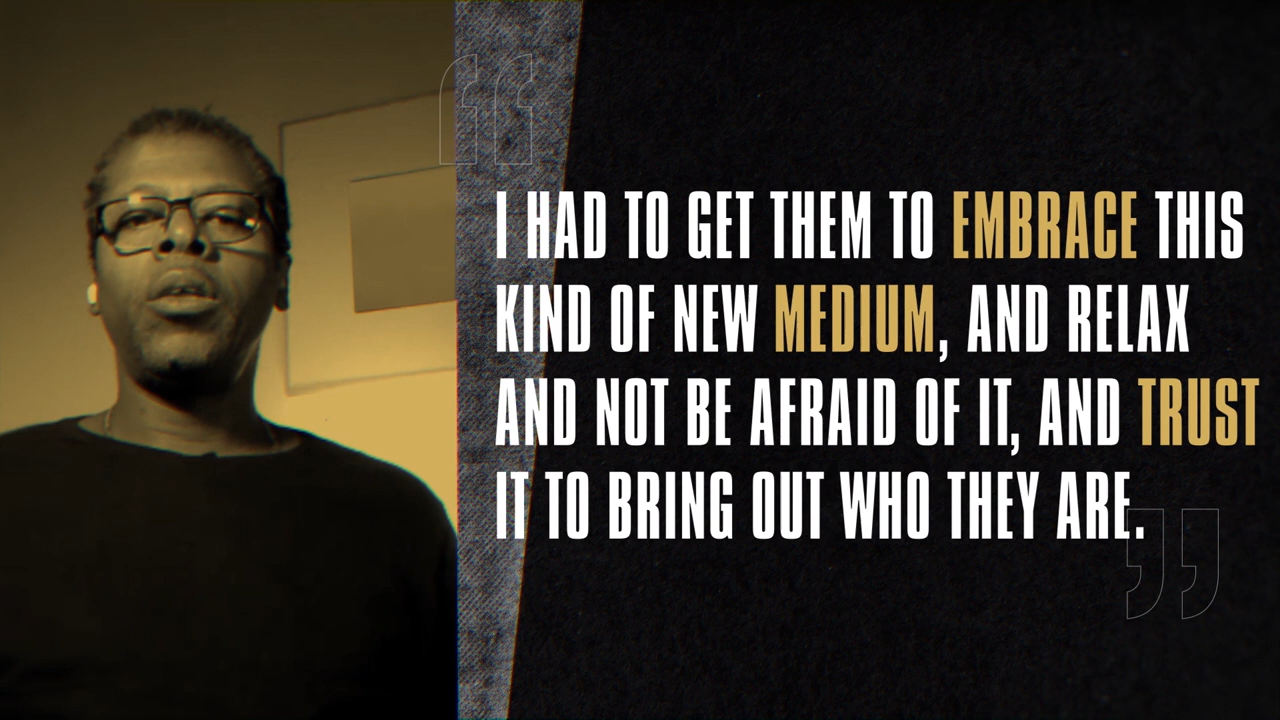 I HAD TO GET THEM TO EMBRACE THIS
KIND OF NEW MEDIUM, AND RELAX
AND NOT BE AFRAID OF IT, AND TRUST
IT TO BRING OUT WHO THEY ARE.